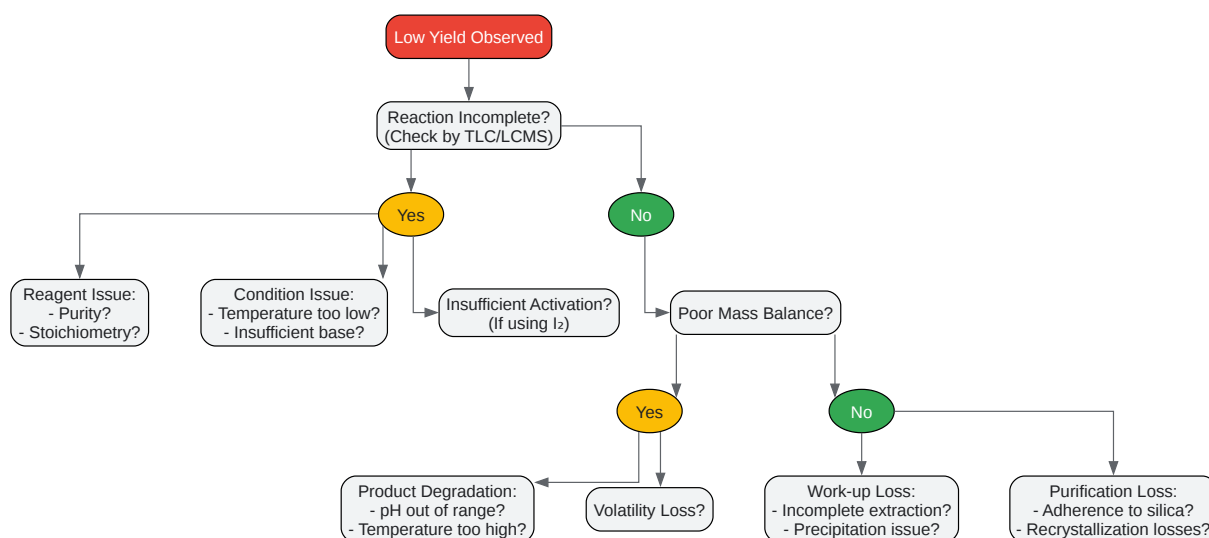 Low Yield Observed
Reaction Incomplete?
(Check by TLC/LCMS)
Yes
No
Reagent Issue:
- Purity?
- Stoichiometry?
Condition Issue:
- Temperature too low?
- Insufficient base?
Insufficient Activation?
(If using I₂)
Poor Mass Balance?
Yes
No
Product Degradation:
- pH out of range?
- Temperature too high?
Volatility Loss?
Work-up Loss:
- Incomplete extraction?
- Precipitation issue?
Purification Loss:
- Adherence to silica?
- Recrystallization losses?